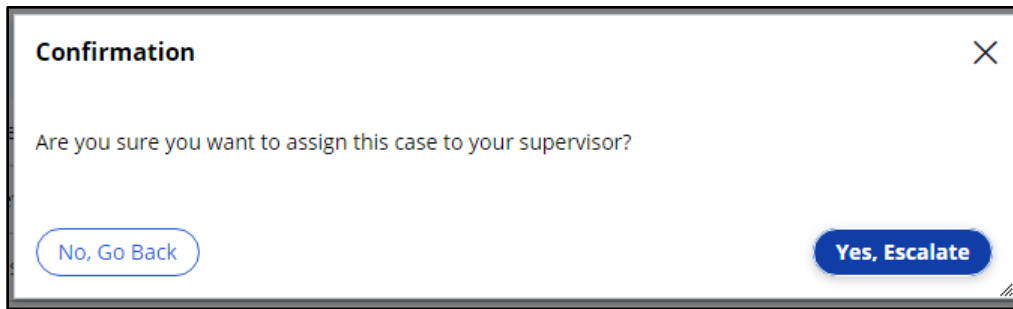 Confirmation
Are you sure you want to assign this case to your supervisor?
No, Go Back
Yes, Escalate